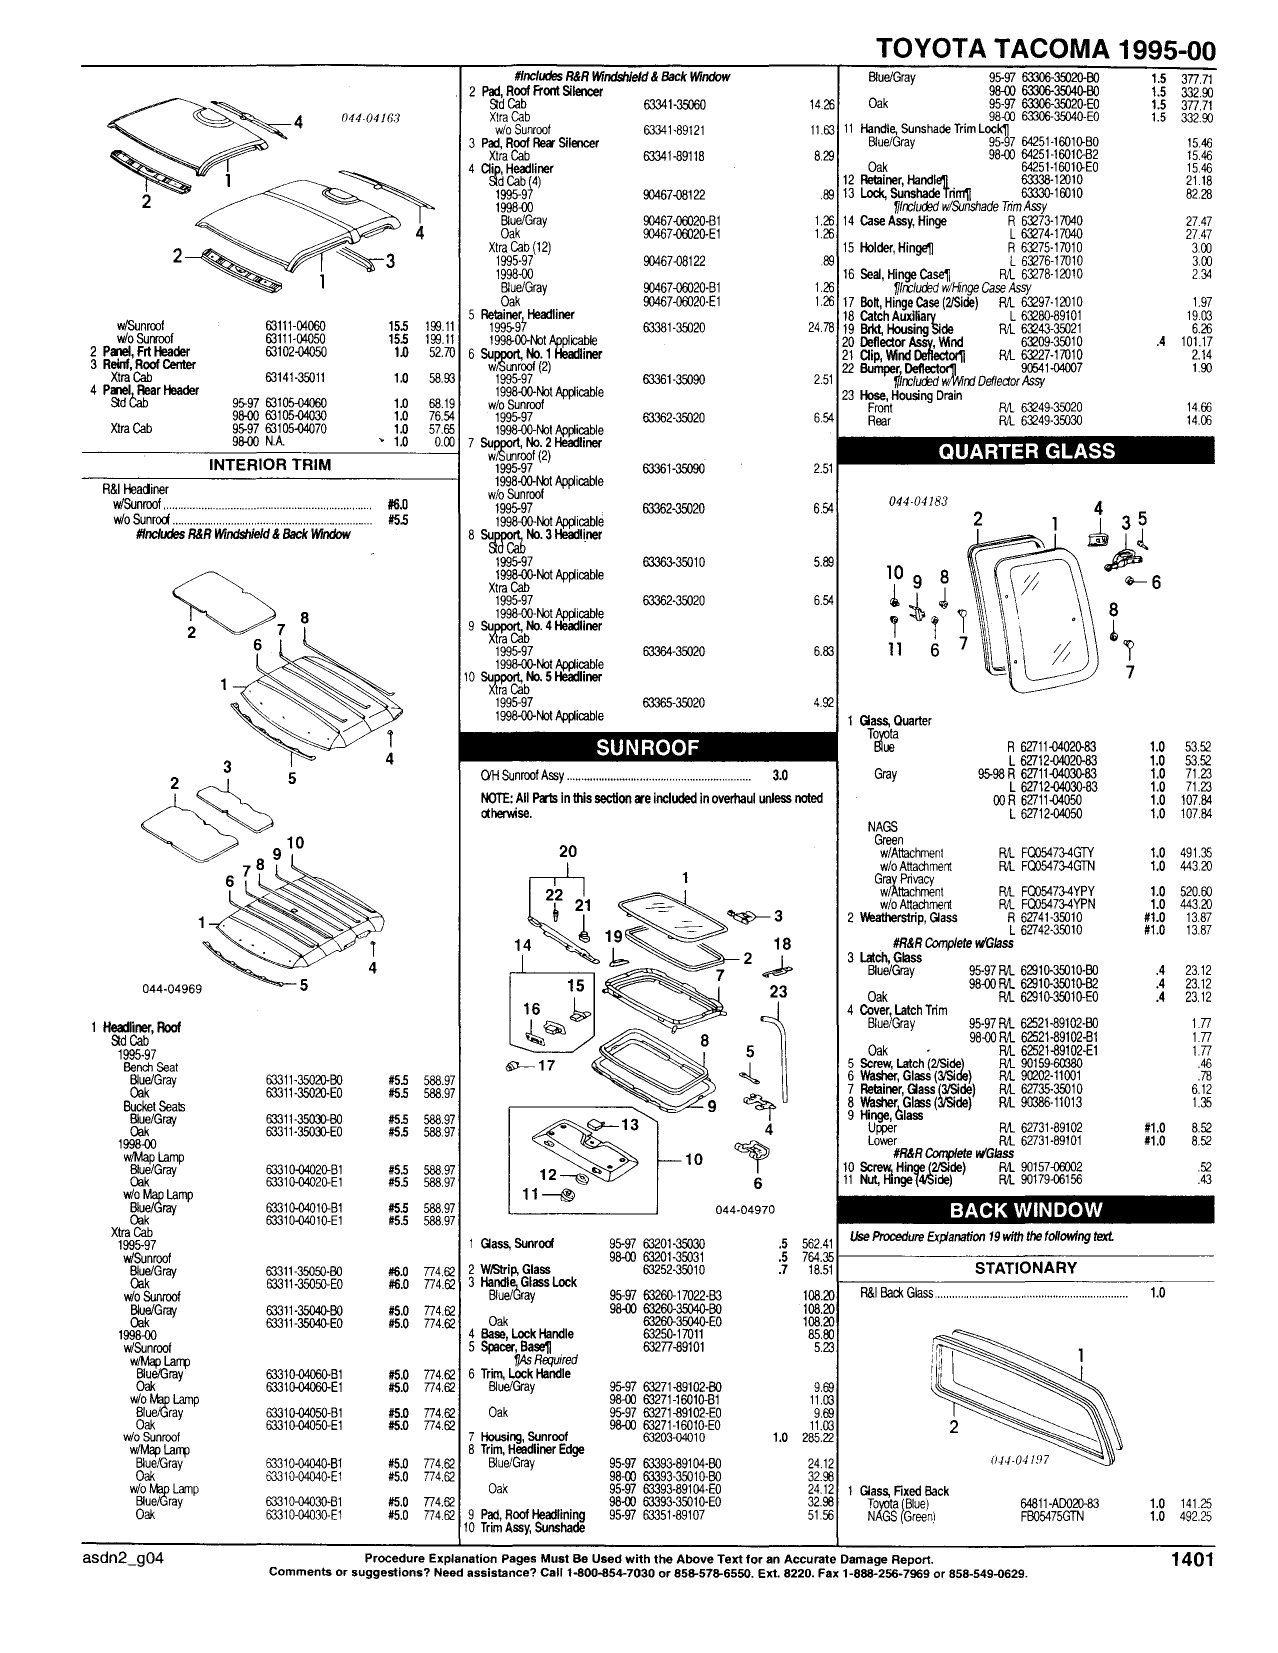 TOYOTA TACOMA 1995-00
044-04163
4
1
2
4
2
3
1
w/Sunroof 63111-04060 15.5 199.11
w/o Sunroof 63111-04050 15.5 199.11
2 Panel, Frt Header 63102-04050 1.0 52.70
3 Reinf, Roof Center
Xtra Cab 63141-35011 1.0 58.93
4 Panel, Rear Header
Std Cab 95-97 63105-04060 1.0 68.19
98-00 63105-04030 1.0 76.54
Xtra Cab 95-97 63105-04070 1.0 57.65
98-00 N.A. 1.0 0.00
INTERIOR TRIM
R&I Headliner
w/Sunroof #6.0
w/o Sunroof #5.5
#Includes R&R Windshield & Back Window
8
7
2
6
1
4
5
3
2
10
9
8
7
6
1
4
5
044-04969
1 Headliner, Roof
Std Cab
1995-97
Bench Seat
Blue/Gray 63311-35020-B0 #5.5 588.97
Oak 63311-35020-E0 #5.5 588.97
Bucket Seats
Blue/Gray 63311-35030-B0 #5.5 588.97
Oak 63311-35030-E0 #5.5 588.97
1998-00
w/Map Lamp
Blue/Gray 63310-04020-B1 #5.5 588.97
Oak 63310-04020-E1 #5.5 588.97
w/o Map Lamp
Blue/Gray 63310-04010-B1 #5.5 588.97
Oak 63310-04010-E1 #5.5 588.97
Xtra Cab
1995-97
w/Sunroof
Blue/Gray 63311-35050-B0 #6.0 774.62
Oak 63311-35050-E0 #6.0 774.62
w/o Sunroof
Blue/Gray 63311-35040-B0 #5.0 774.62
Oak 63311-35040-E0 #5.0 774.62
1998-00
w/Sunroof
w/Map Lamp
Blue/Gray 63310-04060-B1 #5.0 774.62
Oak 63310-04060-E1 #5.0 774.62
w/o Map Lamp
Blue/Gray 63310-04050-B1 #5.0 774.62
Oak 63310-04050-E1 #5.0 774.62
w/o Sunroof
w/Map Lamp
Blue/Gray 63310-04040-B1 #5.0 774.62
Oak 63310-04040-E1 #5.0 774.62
w/o Map Lamp
Blue/Gray 63310-04030-B1 #5.0 774.62
Oak 63310-04030-E1 #5.0 774.62
#Includes R&R Windshield & Back Window
2 Pad, Roof Front Silencer
Std Cab 63341-35060 14.26
Xtra Cab
w/o Sunroof 63341-89121 11.63
3 Pad, Roof Rear Silencer
Xtra Cab 63341-89118 8.29
4 Clip, Headliner
Std Cab (4)
1995-97 90467-08122 .89
1998-00
Blue/Gray 90467-06020-B1 1.26
Oak 90467-06020-E1 1.26
Xtra Cab (12)
1995-97 90467-08122 .89
1998-00
Blue/Gray 90467-06020-B1 1.26
Oak 90467-06020-E1 1.26
5 Retainer, Headliner
1995-97 63381-35020 24.78
1998-00-Not Applicable
6 Support, No. 1 Headliner
w/Sunroof (2)
1995-97 63361-35090 2.51
1998-00-Not Applicable
w/o Sunroof
1995-97 63362-35020 6.54
1998-00-Not Applicable
7 Support, No. 2 Headliner
w/Sunroof (2)
1995-97 63361-35090 2.51
1998-00-Not Applicable
w/o Sunroof
1995-97 63362-35020 6.54
1998-00-Not Applicable
8 Support, No. 3 Headliner
Std Cab
1995-97 63363-35010 5.89
1998-00-Not Applicable
Xtra Cab
1995-97 63362-35020 6.54
1998-00-Not Applicable
9 Support, No. 4 Headliner
Xtra Cab
1995-97 63364-35020 6.83
1998-00-Not Applicable
10 Support, No. 5 Headliner
Xtra Cab
1995-97 63365-35020 4.92
1998-00-Not Applicable
SUNROOF
O/H Sunroof Assy 3.0
NOTE: All Parts in this section are included in overhaul unless noted
otherwise.
20
1
22
21
3
14
19
18
2
7
15
23
16
8
5
17
9
13
4
10
12
11
6
044-04970
1 Glass, Sunroof 95-97 63201-35030 .5 562.41
98-00 63201-35031 .5 764.35
2 W/Strip, Glass 63252-35010 .7 18.51
3 Handle, Glass Lock
Blue/Gray 95-97 63260-17022-B3 108.20
98-00 63260-35040-B0 108.20
Oak 63260-35040-E0 108.20
4 Base, Lock Handle 63250-17011 85.80
5 Spacer, Base¶ 63277-89101 5.23
¶As Required
6 Trim, Lock Handle
Blue/Gray 95-97 63271-89102-B0 9.69
98-00 63271-16010-B1 11.03
Oak 95-97 63271-89102-E0 9.69
98-00 63271-16010-E0 11.03
7 Housing, Sunroof 63203-04010 1.0 285.22
8 Trim, Headliner Edge
Blue/Gray 95-97 63393-89104-B0 24.12
98-00 63393-35010-B0 32.98
Oak 95-97 63393-89104-E0 24.12
98-00 63393-35010-E0 32.98
9 Pad, Roof Headlining 95-97 63351-89107 51.56
10 Trim Assy, Sunshade
Blue/Gray 95-97 63306-35020-B0 1.5 377.71
98-00 63306-35040-B0 1.5 332.90
Oak 95-97 63306-35020-E0 1.5 377.71
98-00 63306-35040-E0 1.5 332.90
11 Handle, Sunshade Trim Lock¶
Blue/Gray 95-97 64251-16010-B0 15.46
98-00 64251-16010-B2 15.46
Oak 64251-16010-E0 15.46
12 Retainer, Handle¶ 63338-12010 21.18
13 Lock, Sunshade Trim¶ 63330-16010 82.28
¶Included w/Sunshade Trim Assy
14 Case Assy, Hinge R 63273-17040 27.47
L 63274-17040 27.47
15 Holder, Hinge¶ R 63275-17010 3.00
L 63276-17010 3.00
16 Seal, Hinge Case¶ R/L 63278-12010 2.34
¶Included w/Hinge Case Assy
17 Bolt, Hinge Case (2/Side) R/L 63297-12010 1.97
18 Catch Auxiliary L 63280-89101 19.03
19 Brkt, Housing Side R/L 63243-35021 6.26
20 Deflector Assy, Wind 63209-35010 .4 101.17
21 Clip, Wind Deflector¶ R/L 63227-17010 2.14
22 Bumper, Deflector¶ 90541-04007 1.90
¶Included w/Wind Deflector Assy
23 Hose, Housing Drain
Front R/L 63249-35020 14.66
Rear R/L 63249-35030 14.06
QUARTER GLASS
044-04183
4
2
1
3 5
10
9
8
6
8
11
6
7
7
1 Glass, Quarter
Toyota
Blue R 62711-04020-83 1.0 53.52
L 62712-04020-83 1.0 53.52
Gray 95-98 R 62711-04030-83 1.0 71.23
L 62712-04030-83 1.0 71.23
00 R 62711-04050 1.0 107.84
L 62712-04050 1.0 107.84
NAGS
Green
w/Attachment R/L FQ05473-4GTY 1.0 491.35
w/o Attachment R/L FQ05473-4GTN 1.0 443.20
Gray Privacy
w/Attachment R/L FQ05473-4YPY 1.0 520.60
w/o Attachment R/L FQ05473-4YPN 1.0 443.20
2 Weatherstrip, Glass R 62741-35010 #1.0 13.87
L 62742-35010 #1.0 13.87
#R&R Complete w/Glass
3 Latch, Glass
Blue/Gray 95-97 R/L 62910-35010-B0 .4 23.12
98-00 R/L 62910-35010-B2 .4 23.12
Oak R/L 62910-35010-E0 .4 23.12
4 Cover, Latch Trim
Blue/Gray 95-97 R/L 62521-89102-B0 1.77
98-00 R/L 62521-89102-B1 1.77
Oak R/L 62521-89102-E1 1.77
5 Screw, Latch (2/Side) R/L 90159-60380 .46
6 Washer, Glass (3/Side) R/L 90202-11001 .78
7 Retainer, Glass (3/Side) R/L 62735-35010 6.12
8 Washer, Glass (3/Side) R/L 90386-11013 1.35
9 Hinge, Glass
Upper R/L 62731-89102 #1.0 8.52
Lower R/L 62731-89101 #1.0 8.52
#R&R Complete w/Glass
10 Screw, Hinge (2/Side) R/L 90157-06002 .52
11 Nut, Hinge (4/Side) R/L 90179-06156 .43
BACK WINDOW
Use Procedure Explanation 19 with the following text.
STATIONARY
R&I Back Glass 1.0
1
2
044-04197
1 Glass, Fixed Back
Toyota (Blue) 64811-AD020-83 1.0 141.25
NAGS (Green) FB05475GTN 1.0 492.25
asdn2_g04
Procedure Explanation Pages Must Be Used with the Above Text for an Accurate Damage Report.
1401
Comments or suggestions? Need assistance? Call 1-800-854-7030 or 858-578-6550. Ext. 8220. Fax 1-888-256-7969 or 858-549-0629.